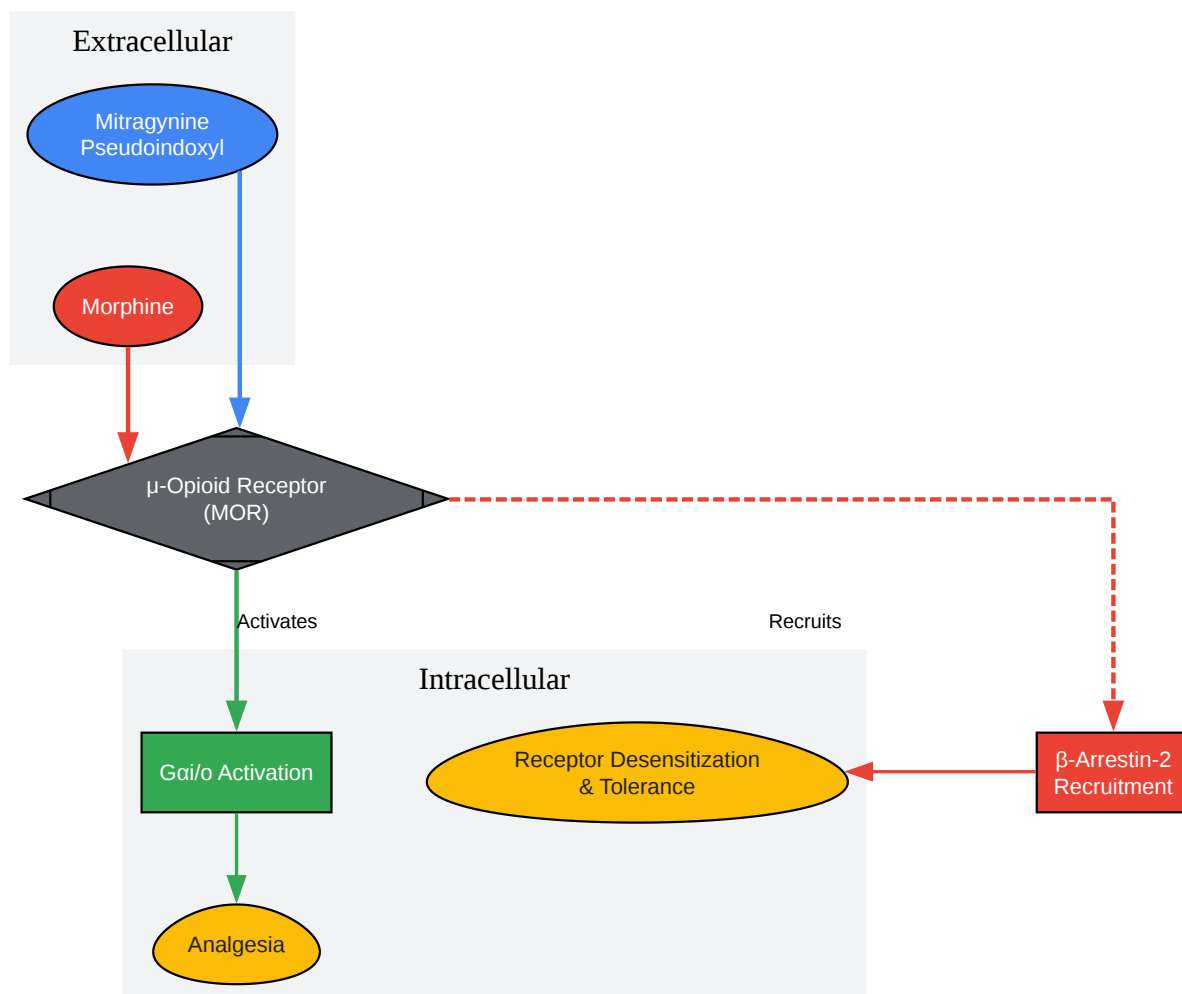 Extracellular
Mitragynine
Pseudoindoxyl
Morphine
μ-Opioid Receptor
(MOR)
Activates
Recruits
Intracellular
Gαi/o Activation
Receptor Desensitization
& Tolerance
β-Arrestin-2
Recruitment
Analgesia